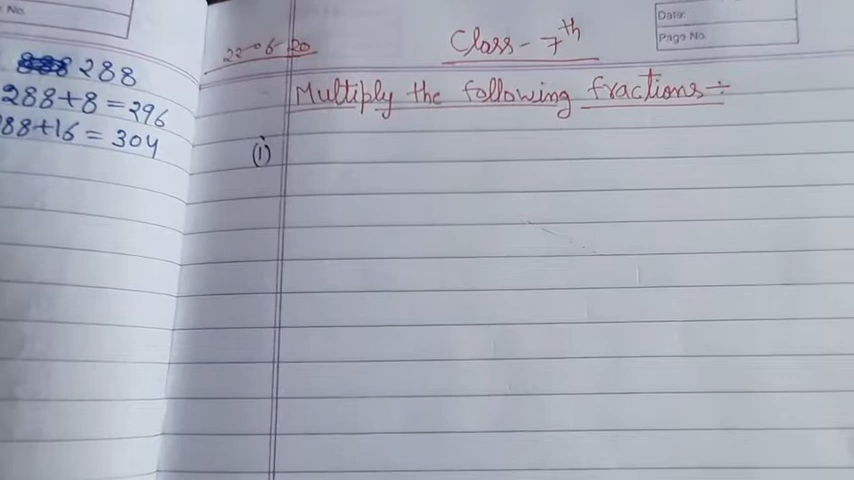 No.
288
288+8=296
88+16=304
22-06-20
Class-7th
Date:
Page No.
Multiply the following fractions÷
(i)